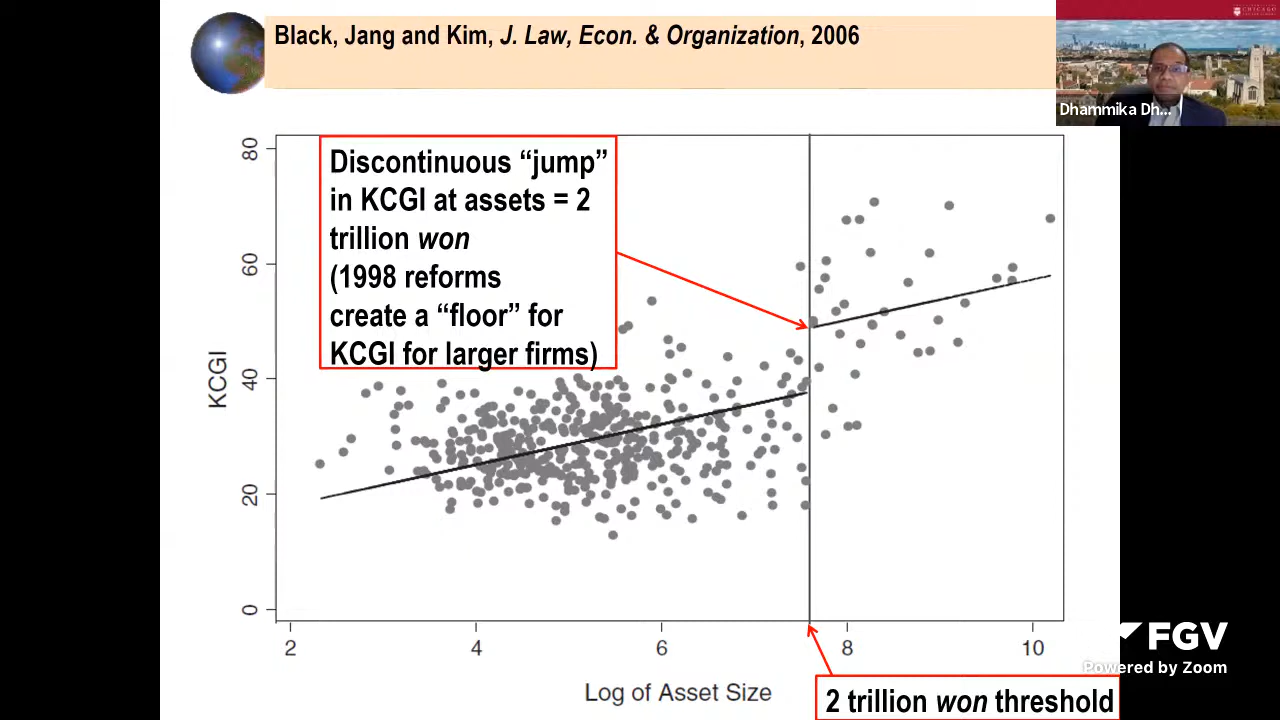 Black, Jang and Kim, J. Law, Econ. & Organization, 2006
CHICAGO
Dhammika Dh...
Discontinuous “jump”
in KCGI at assets = 2
trillion won
(1998 reforms
create a “floor” for
KCGI for larger firms)
KCGI
80
60
40
20
0
2 4 6 8 10
Log of Asset Size
2 trillion won threshold
FGV
Powered by Zoom